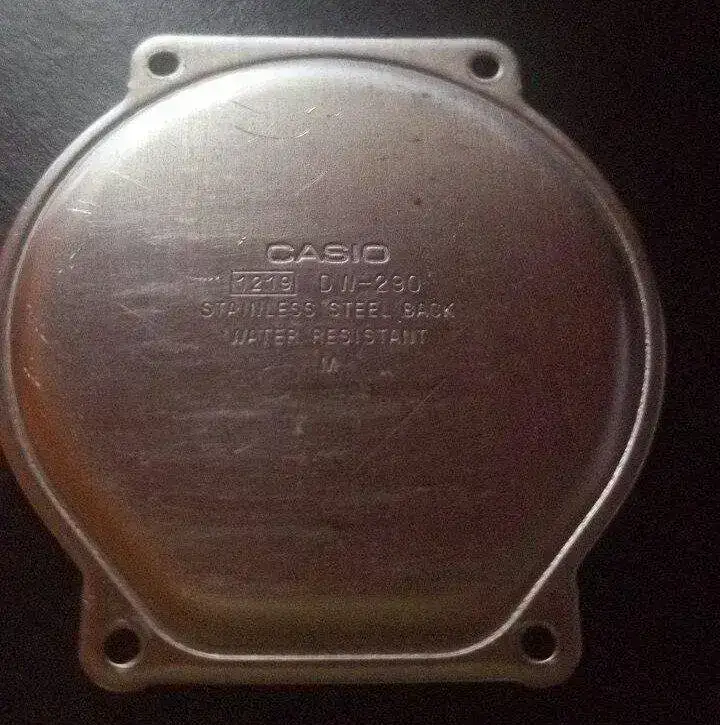 CASIO
1219 DW-290
STAINLESS STEEL BACK
WATER RESISTANT
M